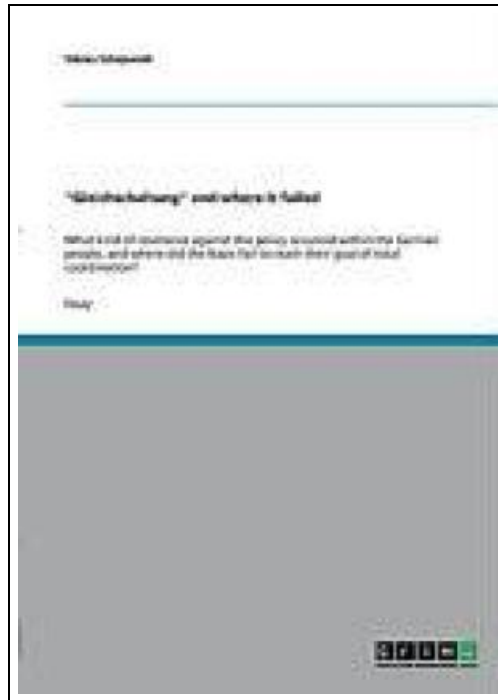 "Gleichschaltung" and where it failed
What kind of resistance against this policy occurred within the German
people, and where did the Nazis fail to reach their goal of total
coordination?
Essay
GRIN